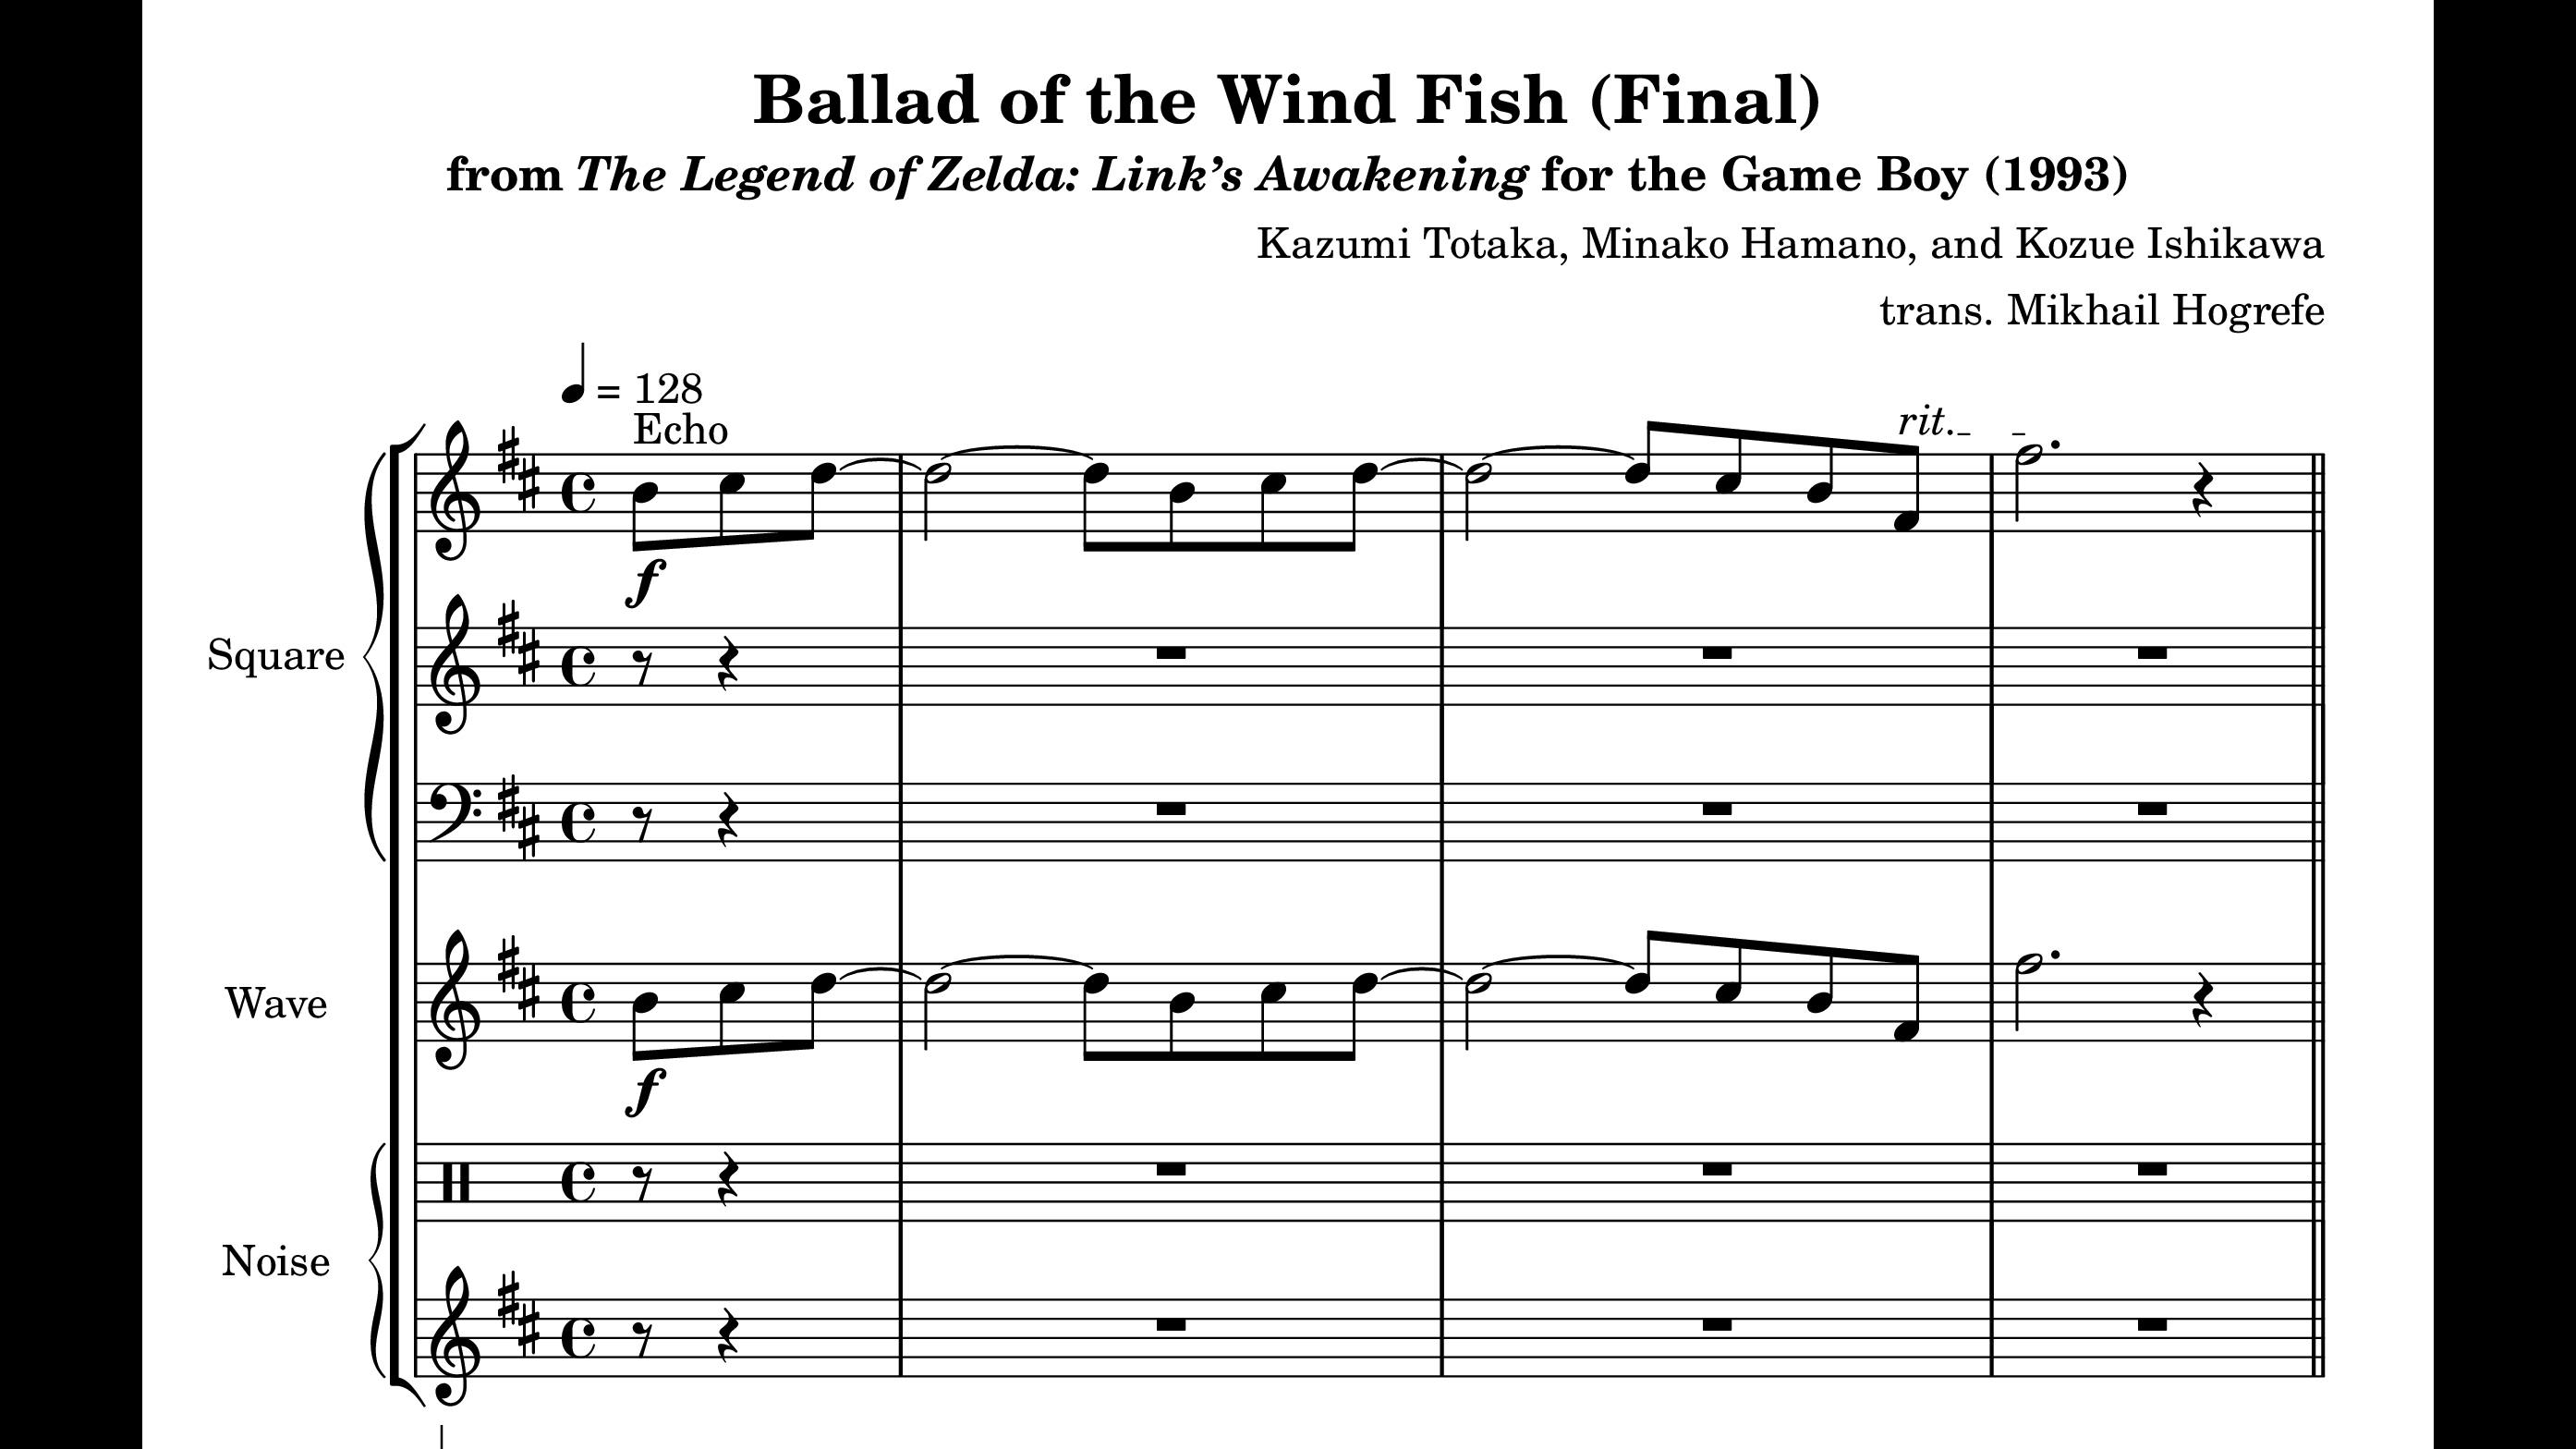 Ballad of the Wind Fish (Final)
from The Legend of Zelda: Link’s Awakening for the Game Boy (1993)
Kazumi Totaka, Minako Hamano, and Kozue Ishikawa
trans. Mikhail Hogrefe
= 128
Echo
rit.
f
Square
Wave
f
Noise